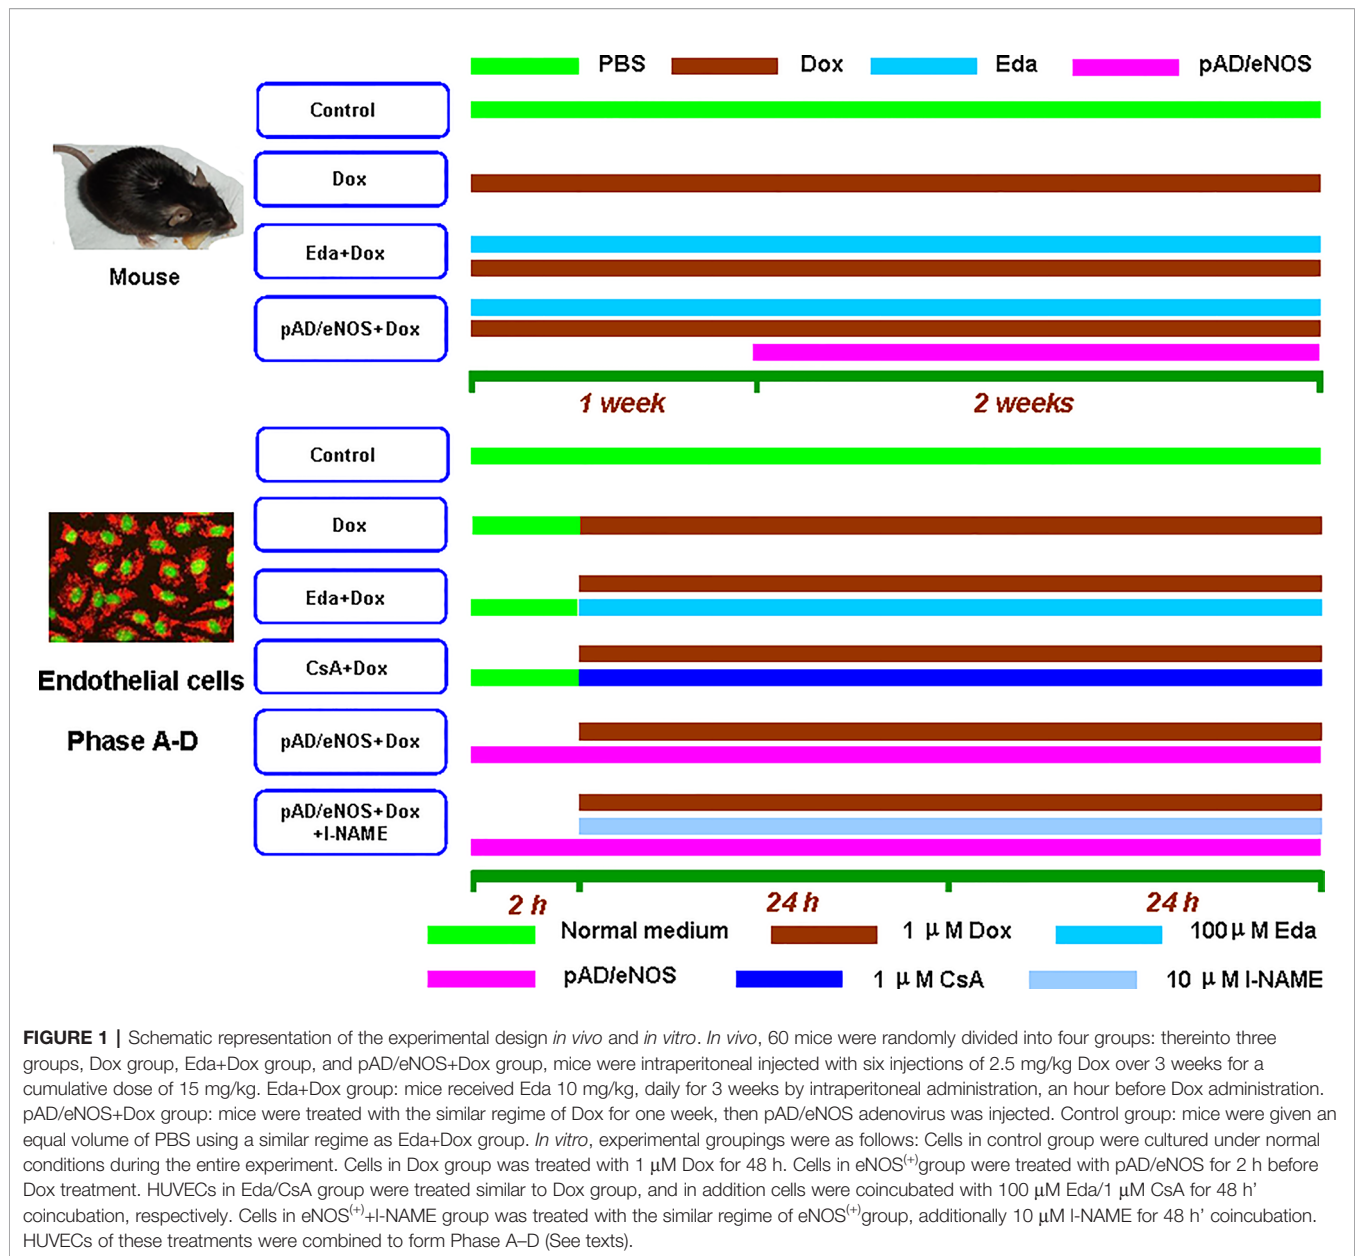 PBS Dox Eda pAD/eNOS
Control
Dox
Eda+Dox
Mouse
pAD/eNOS+Dox
1 week 2 weeks
Control
Dox
Eda+Dox
CsA+Dox
Endothelial cells
Phase A-D
pAD/eNOS+Dox
pAD/eNOS+Dox
+l-NAME
2 h 24 h 24 h
Normal medium 1 μM Dox 100μM Eda
pAD/eNOS 1 μM CsA 10 μM l-NAME
FIGURE 1 | Schematic representation of the experimental design in vivo and in vitro. In vivo, 60 mice were randomly divided into four groups: thereinto three
groups, Dox group, Eda+Dox group, and pAD/eNOS+Dox group, mice were intraperitoneal injected with six injections of 2.5 mg/kg Dox over 3 weeks for a
cumulative dose of 15 mg/kg. Eda+Dox group: mice received Eda 10 mg/kg, daily for 3 weeks by intraperitoneal administration, an hour before Dox administration.
pAD/eNOS+Dox group: mice were treated with the similar regime of Dox for one week, then pAD/eNOS adenovirus was injected. Control group: mice were given an
equal volume of PBS using a similar regime as Eda+Dox group. In vitro, experimental groupings were as follows: Cells in control group were cultured under normal
conditions during the entire experiment. Cells in Dox group was treated with 1 μM Dox for 48 h. Cells in eNOS(+)group were treated with pAD/eNOS for 2 h before
Dox treatment. HUVECs in Eda/CsA group were treated similar to Dox group, and in addition cells were coincubated with 100 μM Eda/1 μM CsA for 48 h'
coincubation, respectively. Cells in eNOS(+)+l-NAME group was treated with the similar regime of eNOS(+)group, additionally 10 μM l-NAME for 48 h' coincubation.
HUVECs of these treatments were combined to form Phase A–D (See texts).